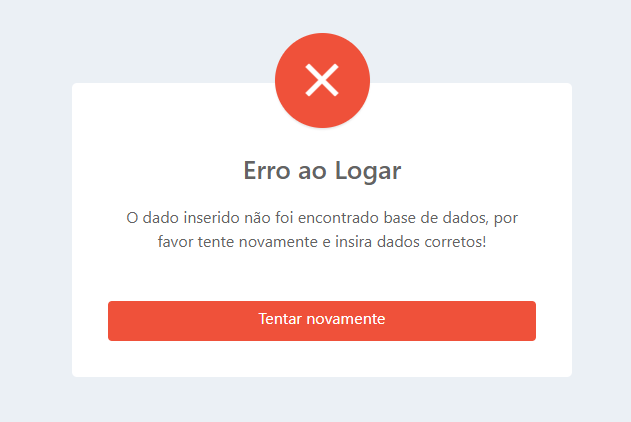 Erro ao Logar
O dado inserido não foi encontrado base de dados, por
favor tente novamente e insira dados corretos!
Tentar novamente